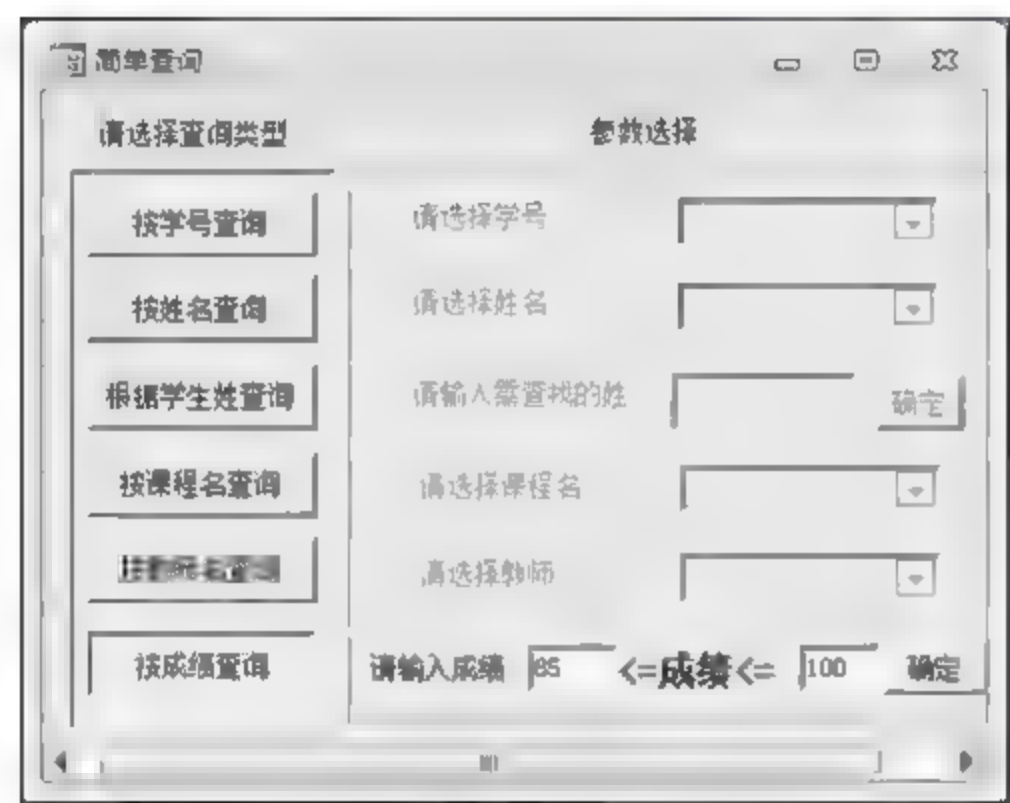 简单查询
请选择查询类型
参数选择
按学号查询
请选择学号
按姓名查询
请选择姓名
根据学生姓查询
请输入需查找的姓
确定
按课程名查询
请选择课程名
请选择教师
按成绩查询
请输入成绩 85 <=成绩<= 100 确定